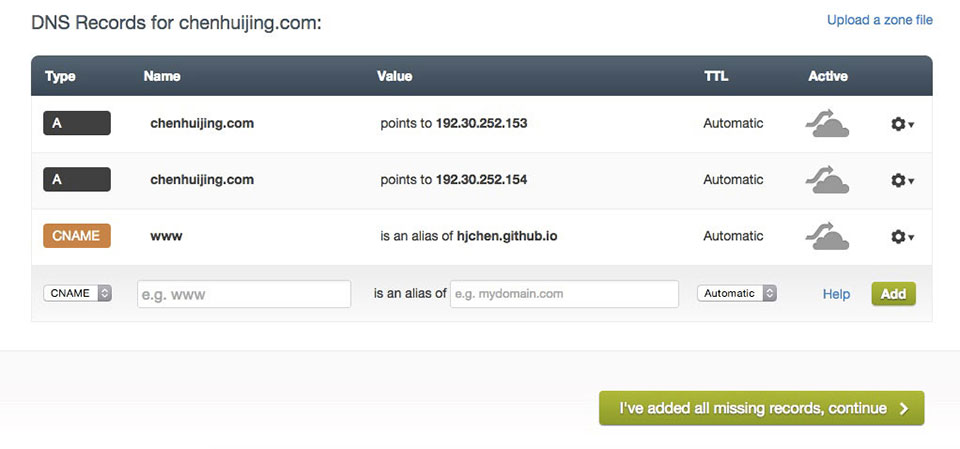 DNS Records for chenhuijing.com: Upload a zone file
Type Name Value TTL Active
A chenhuijing.com points to 192.30.252.153 Automatic
A chenhuijing.com points to 192.30.252.154 Automatic
CNAME www is an alias of hjchen.github.io Automatic
CNAME e.g. www is an alias of e.g. mydomain.com Automatic Help Add
I've added all missing records, continue